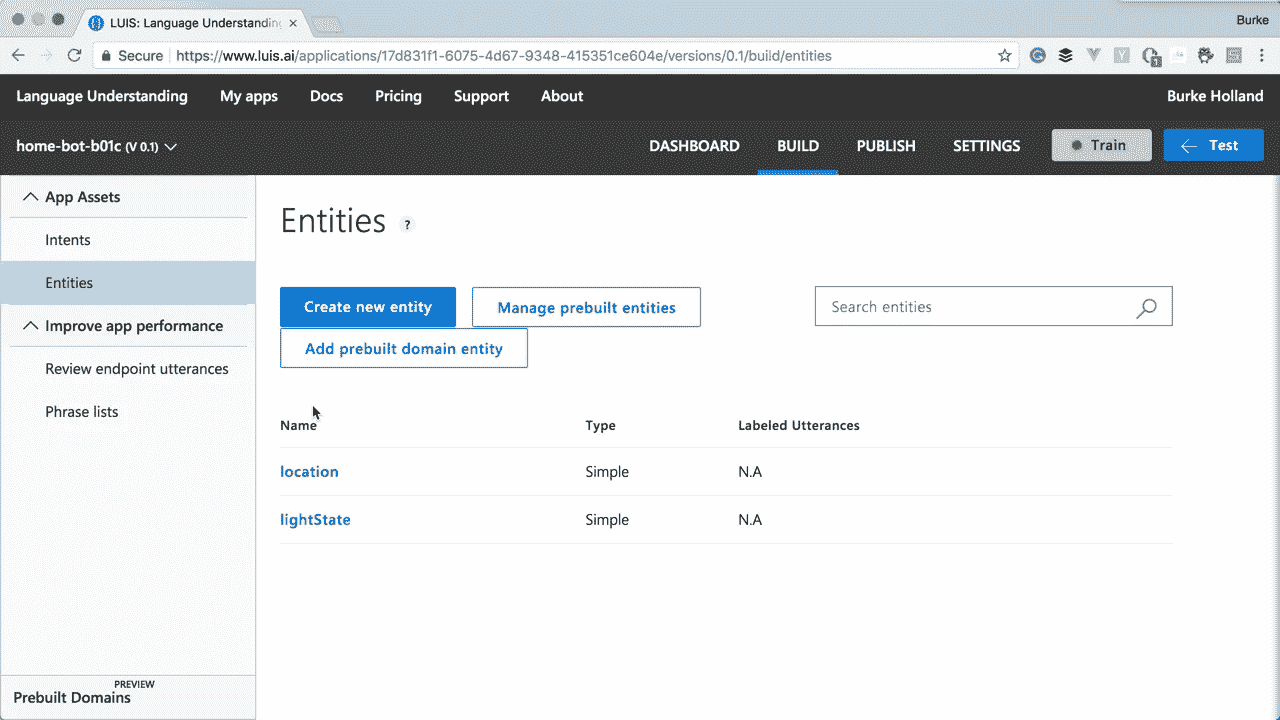 LUIS: Language Understanding
Burke
Secure
https://www.luis.ai/applications/17d831f1-6075-4d67-9348-415351ce604e/versions/0.1/build/entities
Language Understanding My apps Docs Pricing Support About Burke Holland
home-bot-b01c (V 0.1) DASHBOARD BUILD PUBLISH SETTINGS Train Test
App Assets
Intents
Entities
Improve app performance
Review endpoint utterances
Phrase lists
PREVIEW
Prebuilt Domains
Entities ?
Create new entity Manage prebuilt entities Search entities
Add prebuilt domain entity
Name Type Labeled Utterances
location Simple N.A
lightState Simple N.A